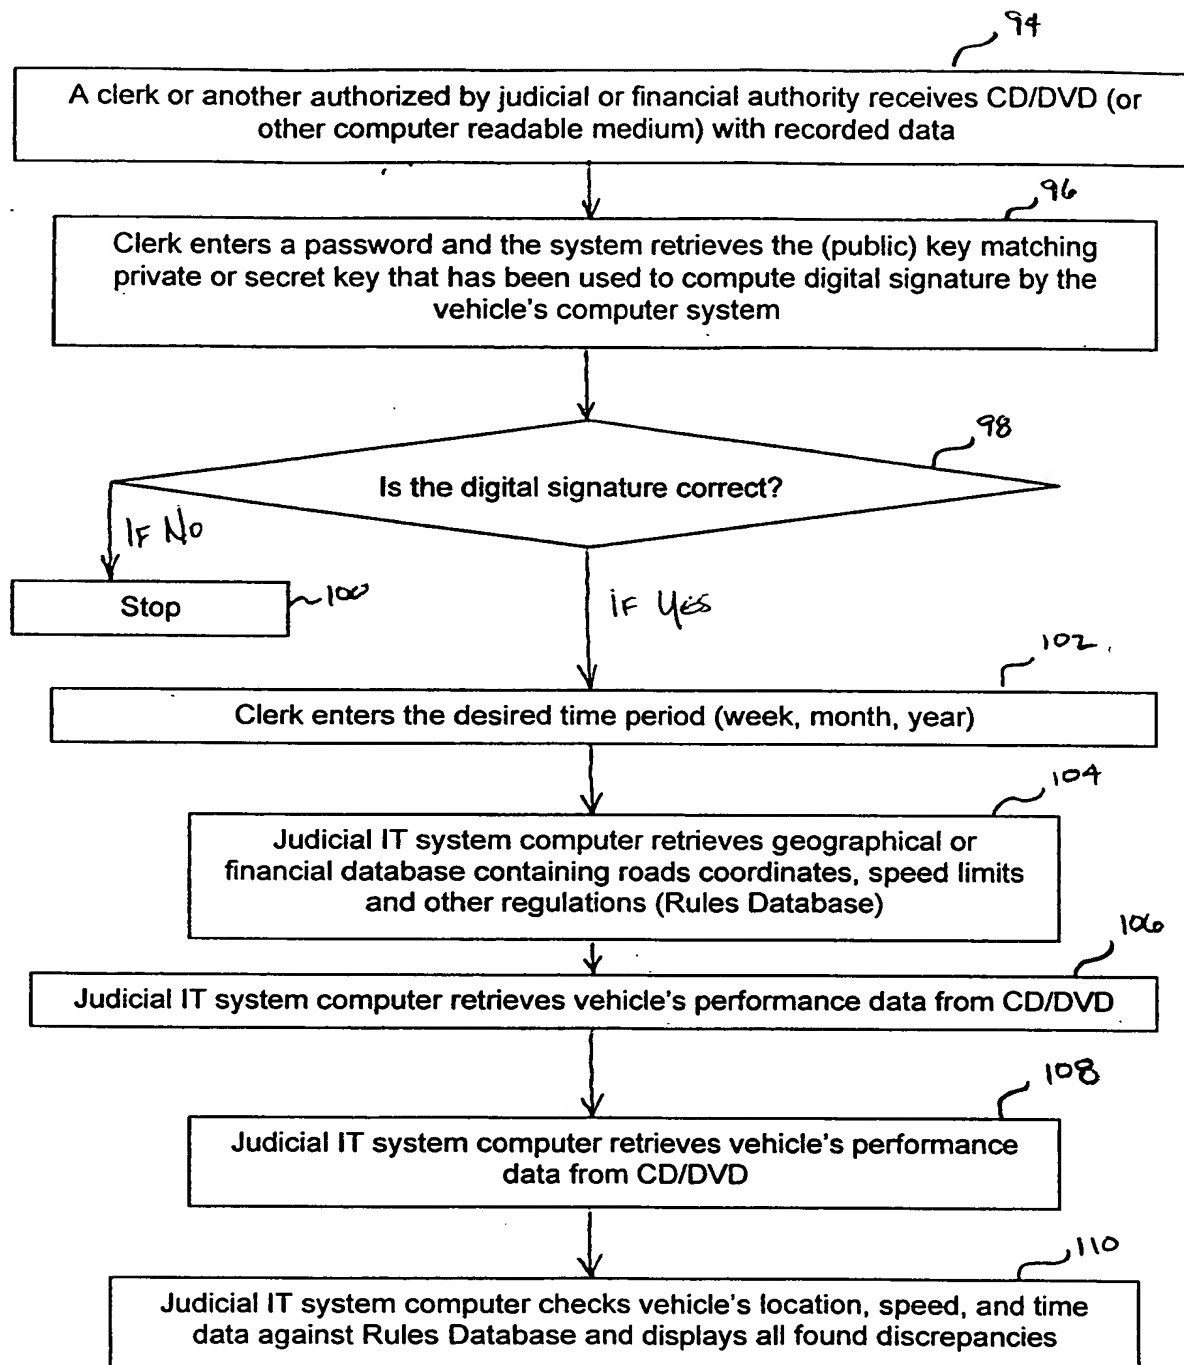 94
A clerk or another authorized by judicial or financial authority receives CD/DVD (or
other computer readable medium) with recorded data
96
Clerk enters a password and the system retrieves the (public) key matching
private or secret key that has been used to compute digital signature by the
vehicle's computer system
98
Is the digital signature correct?
IF NO
Stop
100
IF YES
102
Clerk enters the desired time period (week, month, year)
104
Judicial IT system computer retrieves geographical or
financial database containing roads coordinates, speed limits
and other regulations (Rules Database)
106
Judicial IT system computer retrieves vehicle's performance data from CD/DVD
108
Judicial IT system computer retrieves vehicle's performance
data from CD/DVD
110
Judicial IT system computer checks vehicle's location, speed, and time
data against Rules Database and displays all found discrepancies